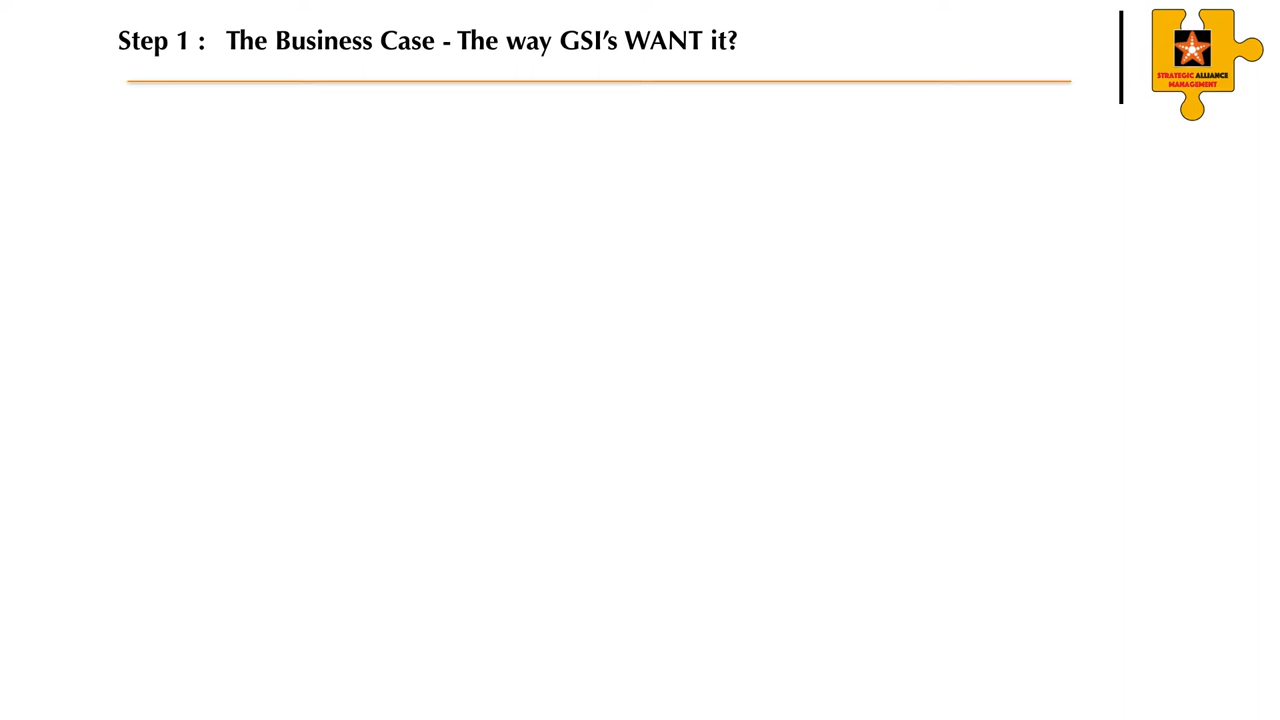 Step 1 :   The Business Case - The way GSI’s WANT it?
STRATEGIC ALLIANCE
MANAGEMENT